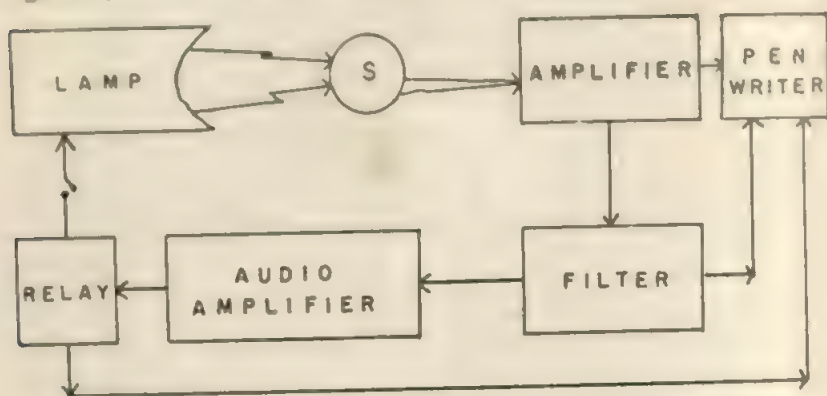 LAMP
S
AMPLIFIER
PEN
WRITER
RELAY
AUDIO
AMPLIFIER
FILTER